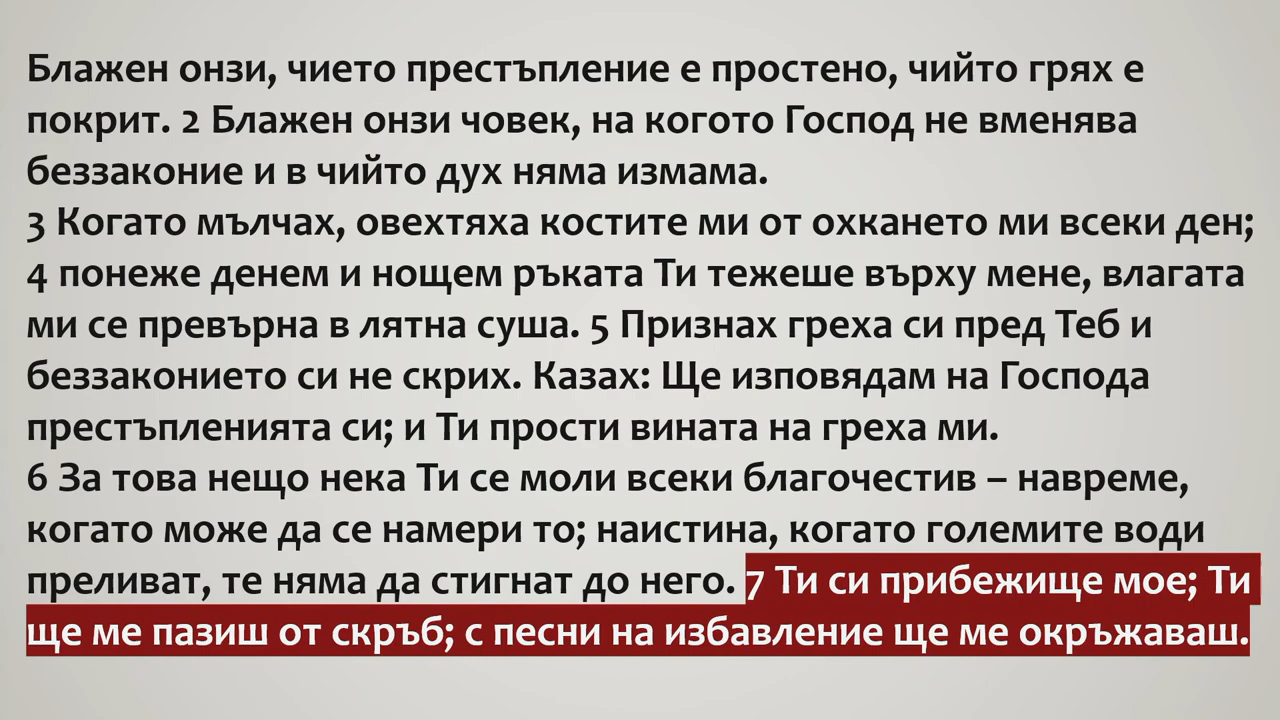 Блажен онзи, чието престъпление е простено, чийто грях е
покрит. 2 Блажен онзи човек, на когото Господ не вменява
беззаконие и в чийто дух няма измама.
3 Когато мълчах, овехтяха костите ми от охкането ми всеки ден;
4 понеже денем и нощем ръката Ти тежеше върху мене, влагата
ми се превърна в лятна суша. 5 Признах греха си пред Теб и
беззаконието си не скрих. Казах: Ще изповядам на Господа
престъпленията си; и Ти прости вината на греха ми.
6 За това нещо нека Ти се моли всеки благочестив – навреме,
когато може да се намери то; наистина, когато големите води
преливат, те няма да стигнат до него. 7 Ти си прибежище мое; Ти
ще ме пазиш от скръб; с песни на избавление ще ме окръжаваш.